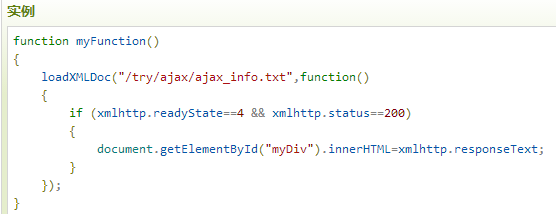 实例
function myFunction()
{
    loadXMLDoc("/try/ajax/ajax_info.txt",function()
    {
        if (xmlhttp.readyState==4 && xmlhttp.status==200)
        {
            document.getElementById("myDiv").innerHTML=xmlhttp.responseText;
        }
    });
}